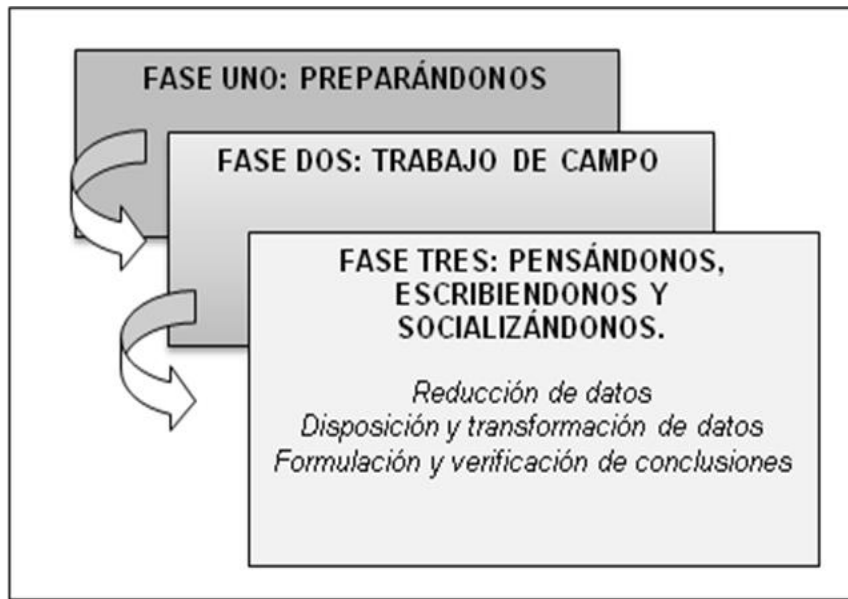 FASE UNO: PREPARÁNDONOS
FASE DOS: TRABAJO DE CAMPO
FASE TRES: PENSÁNDONOS,
ESCRIBIENDONOS Y
SOCIALIZÁNDONOS.
Reducción de datos
Disposición y transformación de datos
Formulación y verificación de conclusiones